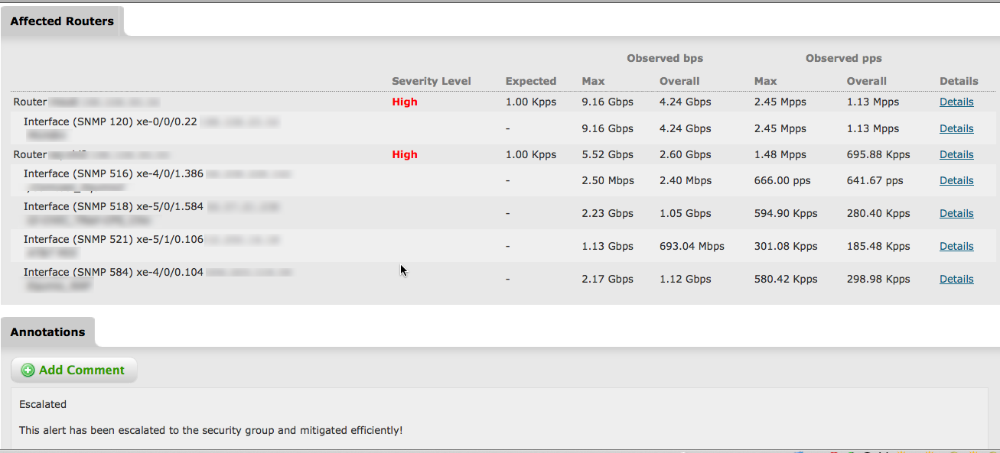 Affected Routers
Observed bps Observed pps
Severity Level Expected Max Overall Max Overall Details
Router High 1.00 Kpps 9.16 Gbps 4.24 Gbps 2.45 Mpps 1.13 Mpps Details
Interface (SNMP 120) xe-0/0/0.22 - 9.16 Gbps 4.24 Gbps 2.45 Mpps 1.13 Mpps Details
Router High 1.00 Kpps 5.52 Gbps 2.60 Gbps 1.48 Mpps 695.88 Kpps Details
Interface (SNMP 516) xe-4/0/1.386 - 2.50 Mbps 2.40 Mbps 666.00 pps 641.67 pps Details
Interface (SNMP 518) xe-5/0/1.584 - 2.23 Gbps 1.05 Gbps 594.90 Kpps 280.40 Kpps Details
Interface (SNMP 521) xe-5/1/0.106 - 1.13 Gbps 693.04 Mbps 301.08 Kpps 185.48 Kpps Details
Interface (SNMP 584) xe-4/0/0.104 - 2.17 Gbps 1.12 Gbps 580.42 Kpps 298.98 Kpps Details
Annotations
Add Comment
Escalated
This alert has been escalated to the security group and mitigated efficiently!